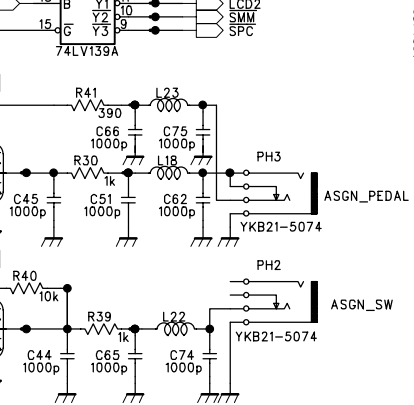 B
Y1
LCD2
10
Y2
SMM
15
G
Y3
9
SPC
74LV139A
R41
390
L23
C66
1000p
C75
1000p
R30
1k
L18
PH3
C45
1000p
C51
1000p
C62
1000p
ASGN_PEDAL
YKB21-5074
R40
10k
PH2
R39
1k
L22
ASGN_SW
YKB21-5074
C44
1000p
C65
1000p
C74
1000p